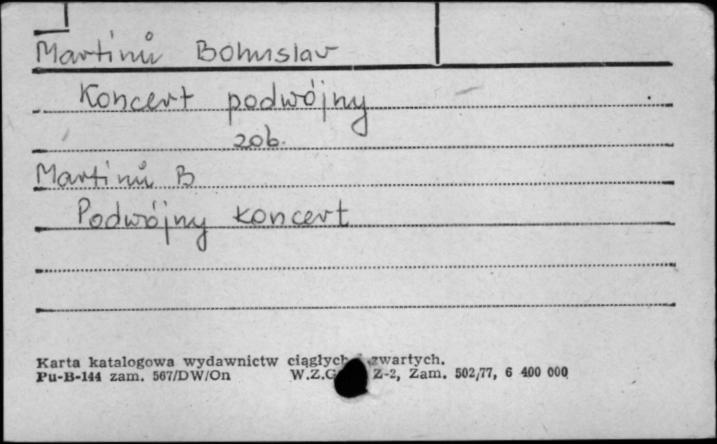 Martinů Bohuslav
Koncert podwójny
zob.
Martinů B
Podwójny koncert
Karta katalogowa wydawnictw ciągłych i zwartych.
Pu-B-144 zam. 567/DW/On W.Z.G. Z-2, Zam. 502/77, 6 400 000